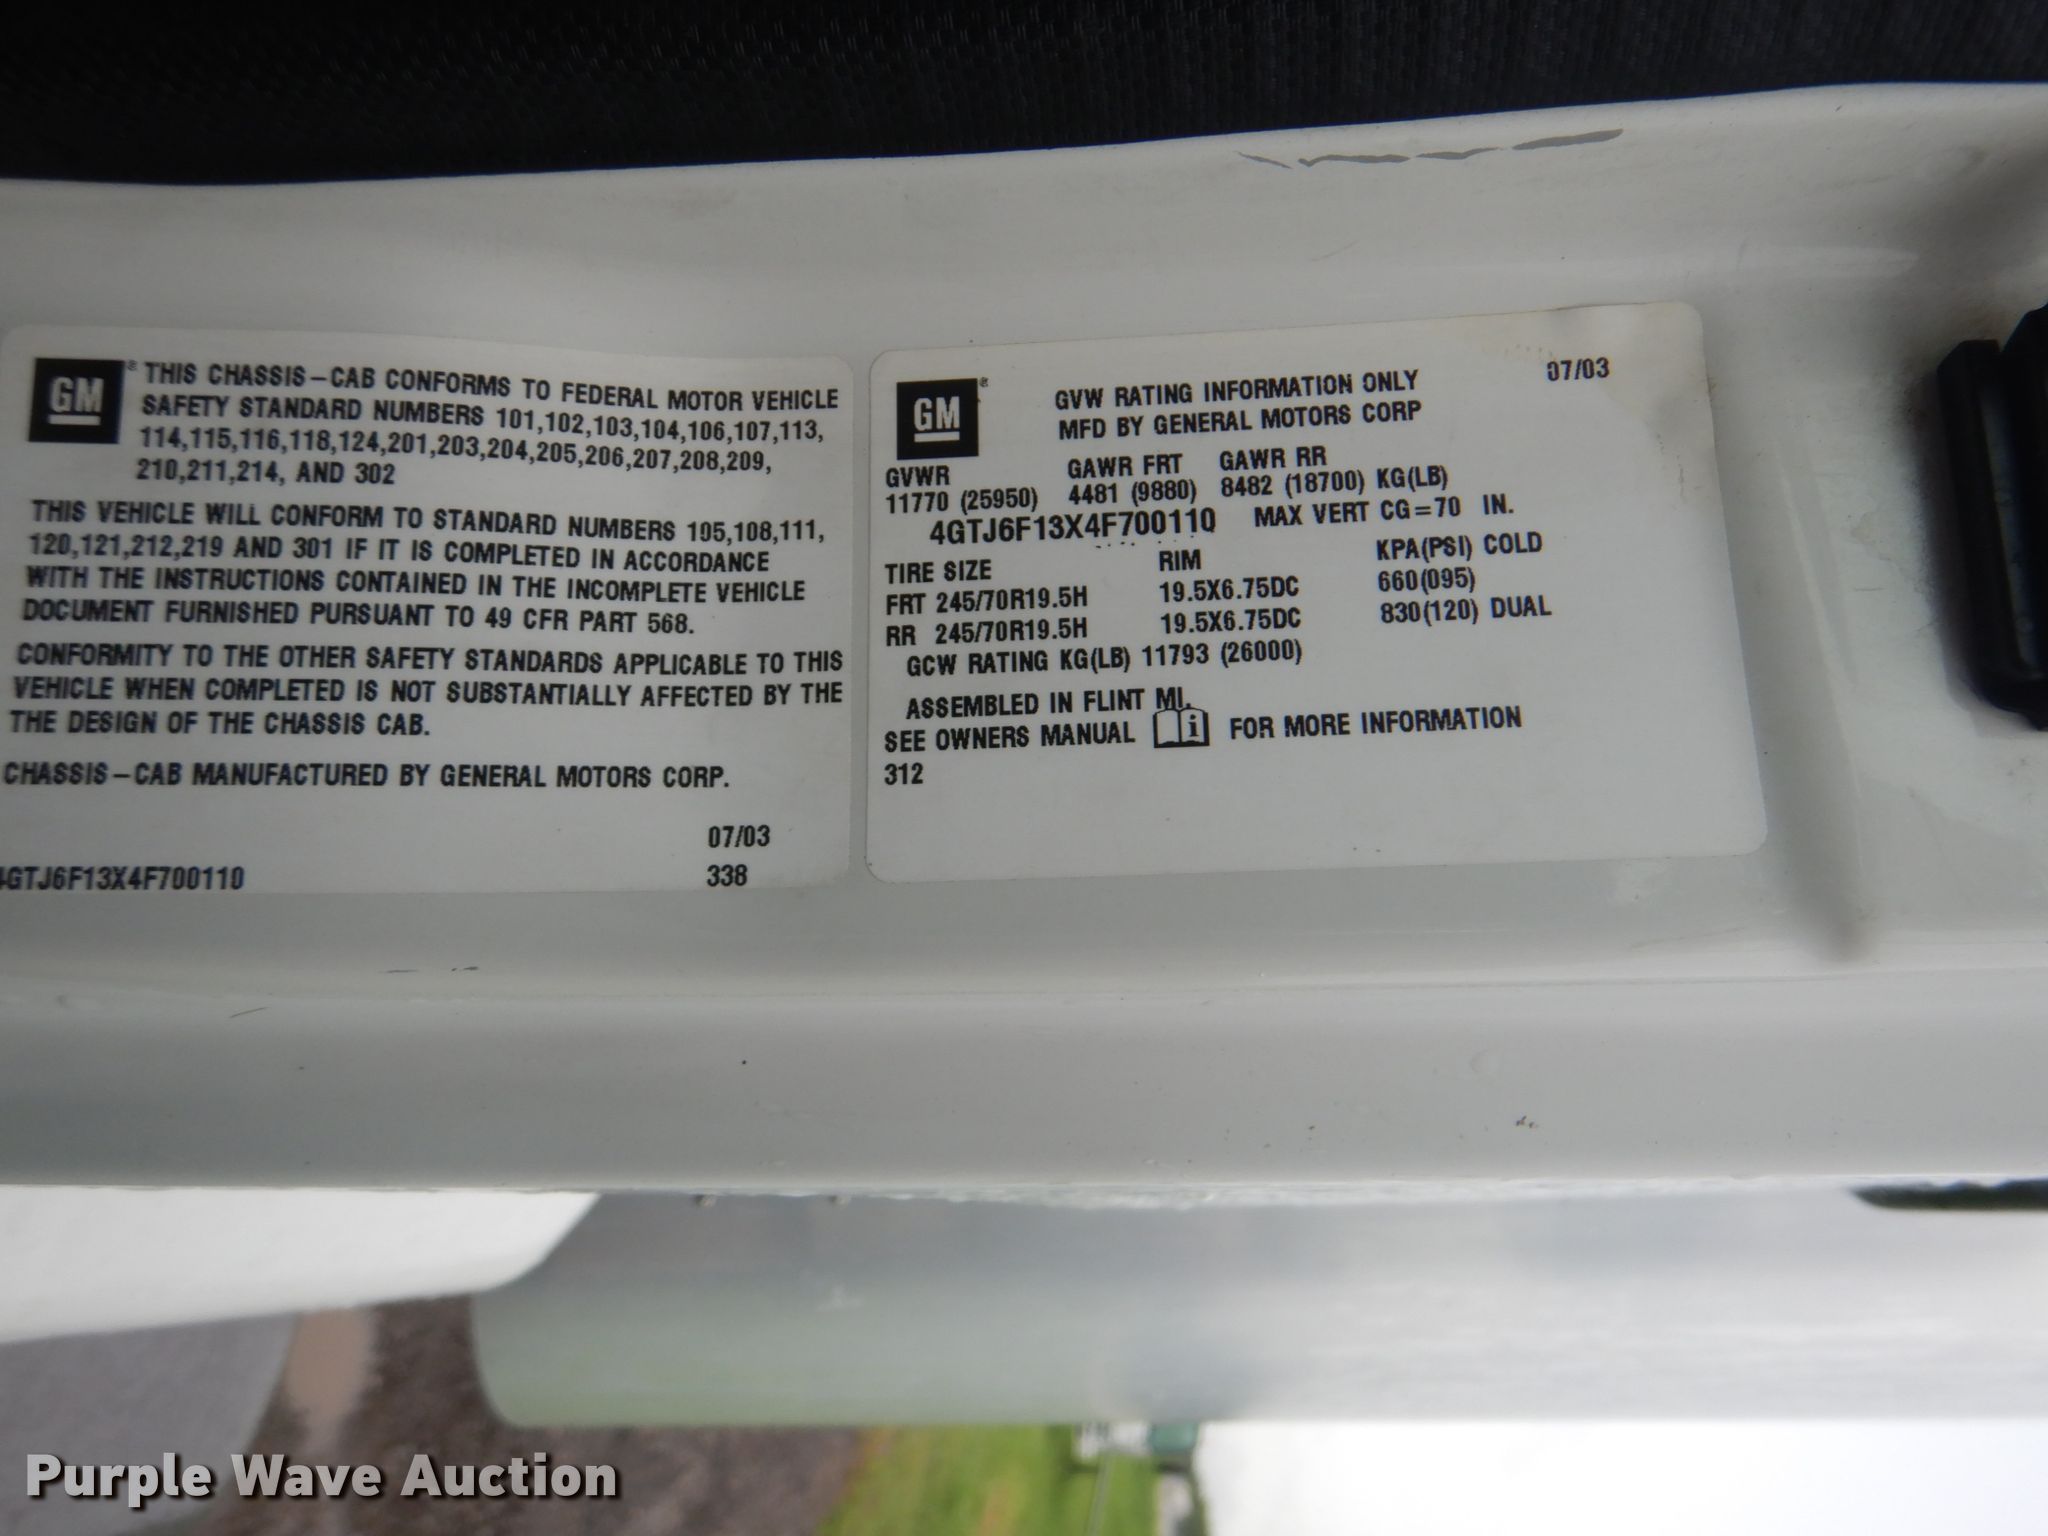 GM ® THIS CHASSIS-CAB CONFORMS TO FEDERAL MOTOR VEHICLE
SAFETY STANDARD NUMBERS 101,102,103,104,106,107,113,
114,115,116,118,124,201,203,204,205,206,207,208,209,
210,211,214, AND 302
THIS VEHICLE WILL CONFORM TO STANDARD NUMBERS 105,108,111,
120,121,212,219 AND 301 IF IT IS COMPLETED IN ACCORDANCE
WITH THE INSTRUCTIONS CONTAINED IN THE INCOMPLETE VEHICLE
DOCUMENT FURNISHED PURSUANT TO 49 CFR PART 568.
CONFORMITY TO THE OTHER SAFETY STANDARDS APPLICABLE TO THIS
VEHICLE WHEN COMPLETED IS NOT SUBSTANTIALLY AFFECTED BY THE
THE DESIGN OF THE CHASSIS CAB.
CHASSIS-CAB MANUFACTURED BY GENERAL MOTORS CORP.
07/03
4GTJ6F13X4F700110 338
GM ® GVW RATING INFORMATION ONLY 07/03
MFD BY GENERAL MOTORS CORP
GVWR GAWR FRT GAWR RR
11770 (25950) 4481 (9880) 8482 (18700) KG(LB)
4GTJ6F13X4F700110 MAX VERT CG=70 IN.
TIRE SIZE RIM KPA(PSI) COLD
FRT 245/70R19.5H 19.5X6.75DC 660(095)
RR 245/70R19.5H 19.5X6.75DC 830(120) DUAL
GCW RATING KG(LB) 11793 (26000)
ASSEMBLED IN FLINT MI.
SEE OWNERS MANUAL i FOR MORE INFORMATION
312
Purple Wave Auction